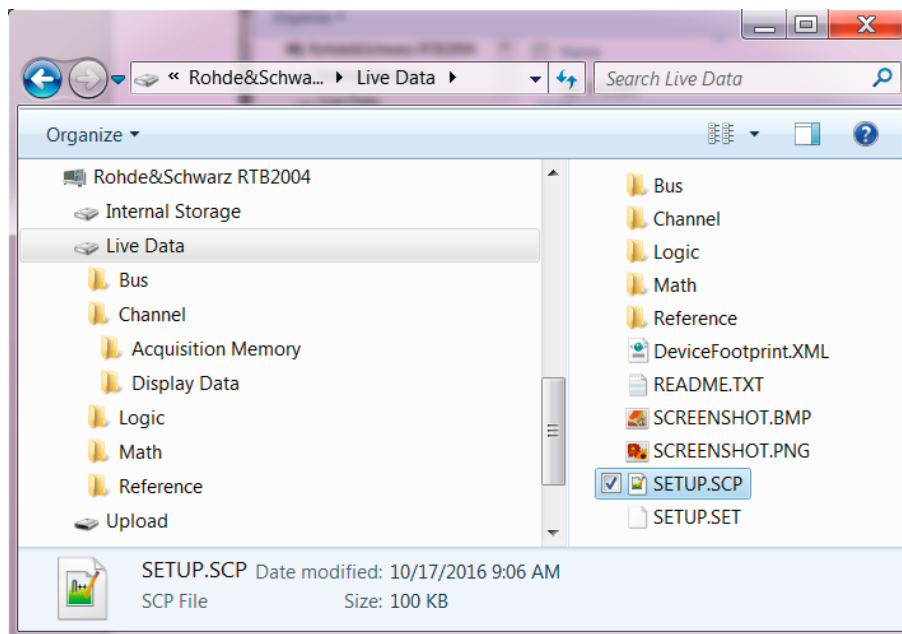 « Rohde&Schwa... Live Data
Search Live Data
Organize
Rohde&Schwarz RTB2004
Internal Storage
Live Data
Bus
Channel
Acquisition Memory
Display Data
Logic
Math
Reference
Upload
Bus
Channel
Logic
Math
Reference
DeviceFootprint.XML
README.TXT
SCREENSHOT.BMP
SCREENSHOT.PNG
SETUP.SCP
SETUP.SET
SETUP.SCP Date modified: 10/17/2016 9:06 AM
SCP File Size: 100 KB